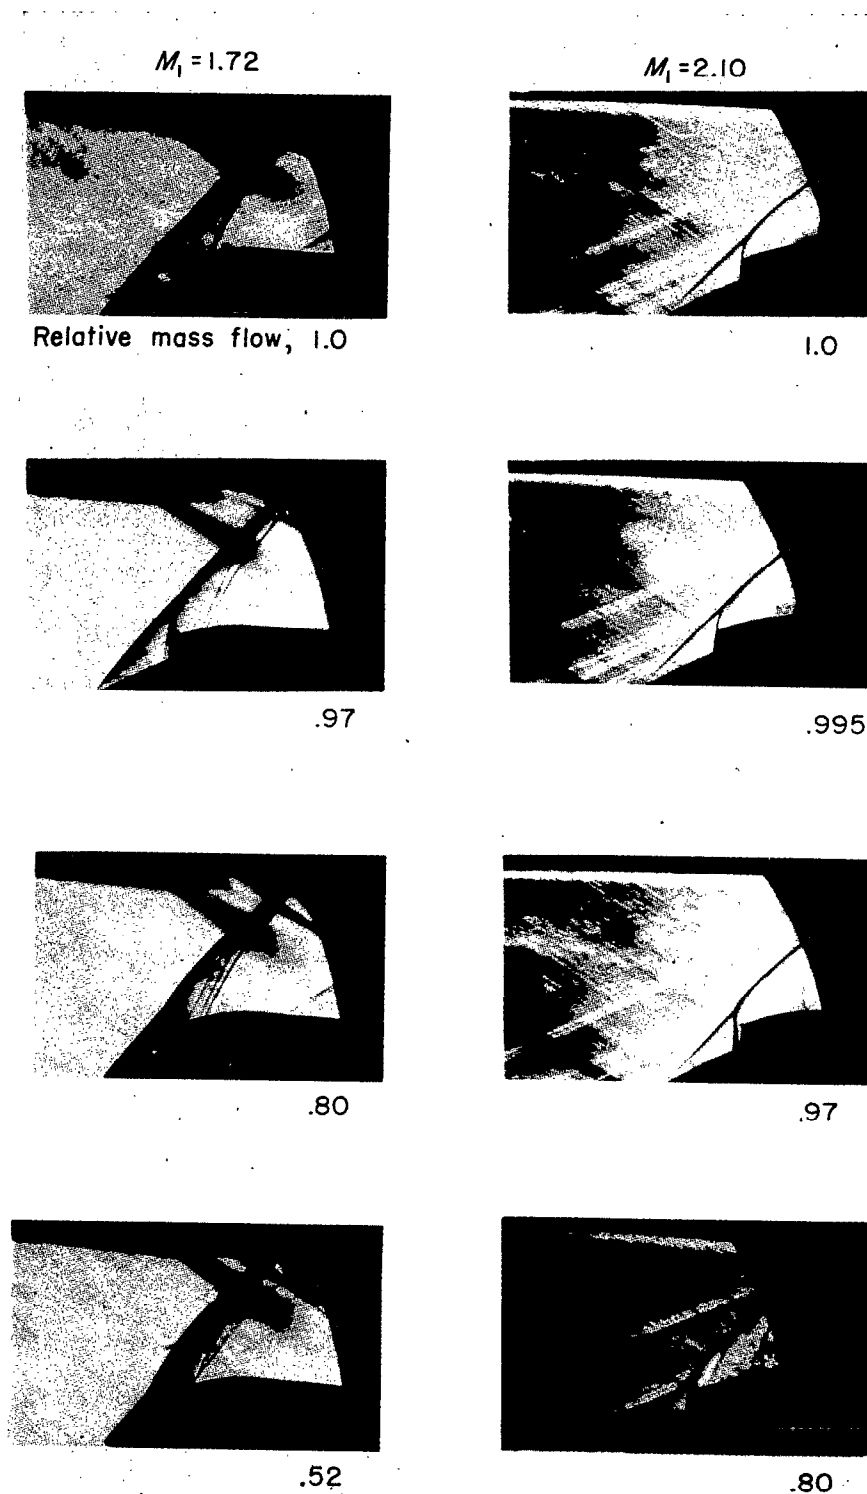 M₁ = 1.72
M₁ = 2.10
Relative mass flow, 1.0
1.0
.97
.995
.80
.97
.52
.80